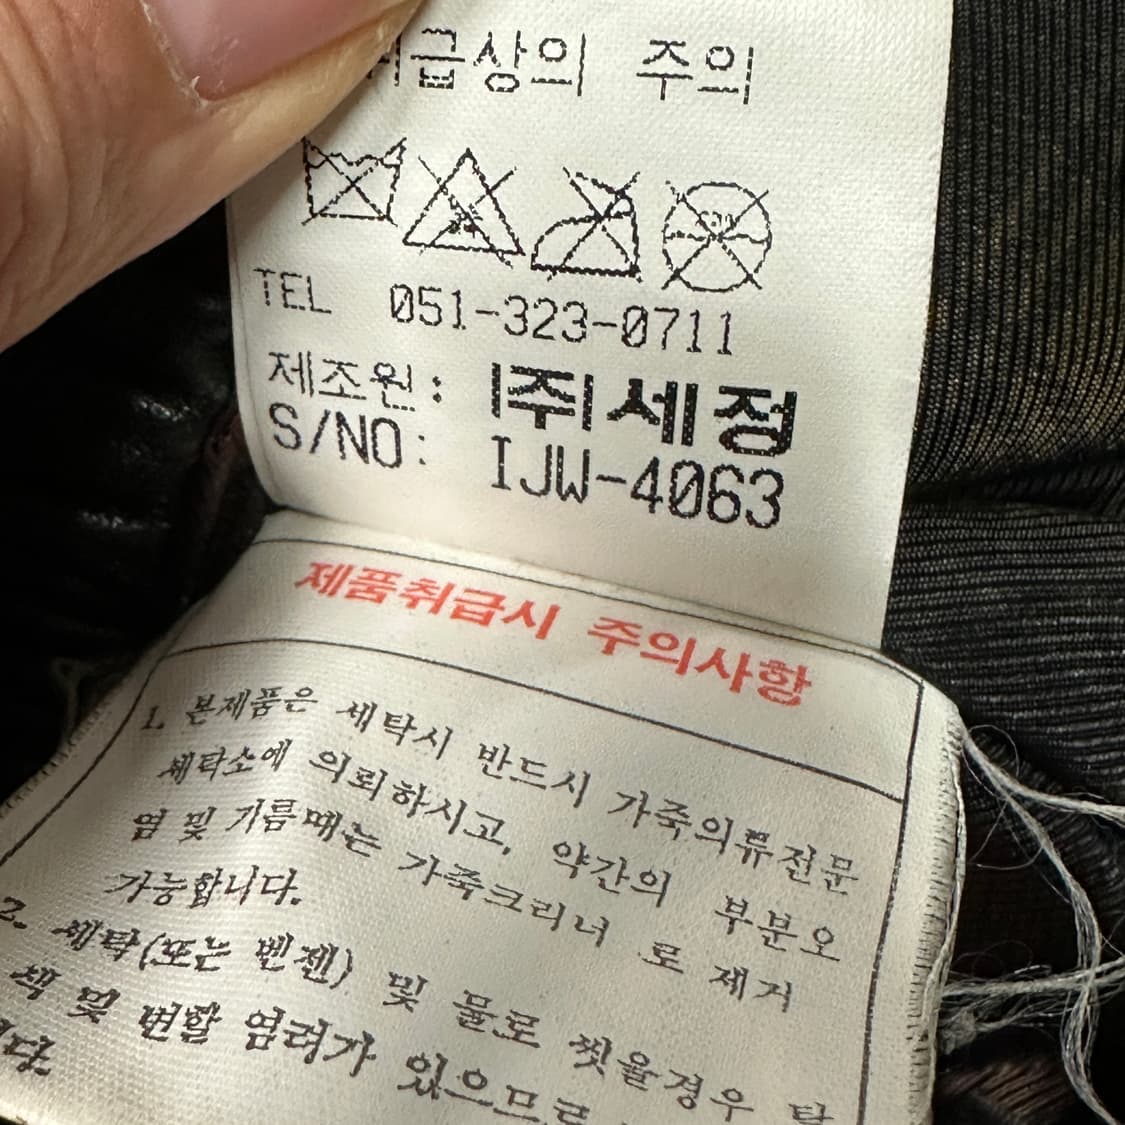 취급상의 주의
TEL 051-323-0711
제조원: (주)세정
S/NO: IJW-4063
제품취급시 주의사항
1. 본제품은 세탁시 반드시 가죽의류전문
세탁소에 의뢰하시고, 약간의 부분오
염 및 기름때는 가죽크리너 로 제거
가능합니다.
2. 세탁(또는 벤젠) 및 물로 씻을경우 탈
색 및 변할 염려가 있으므로